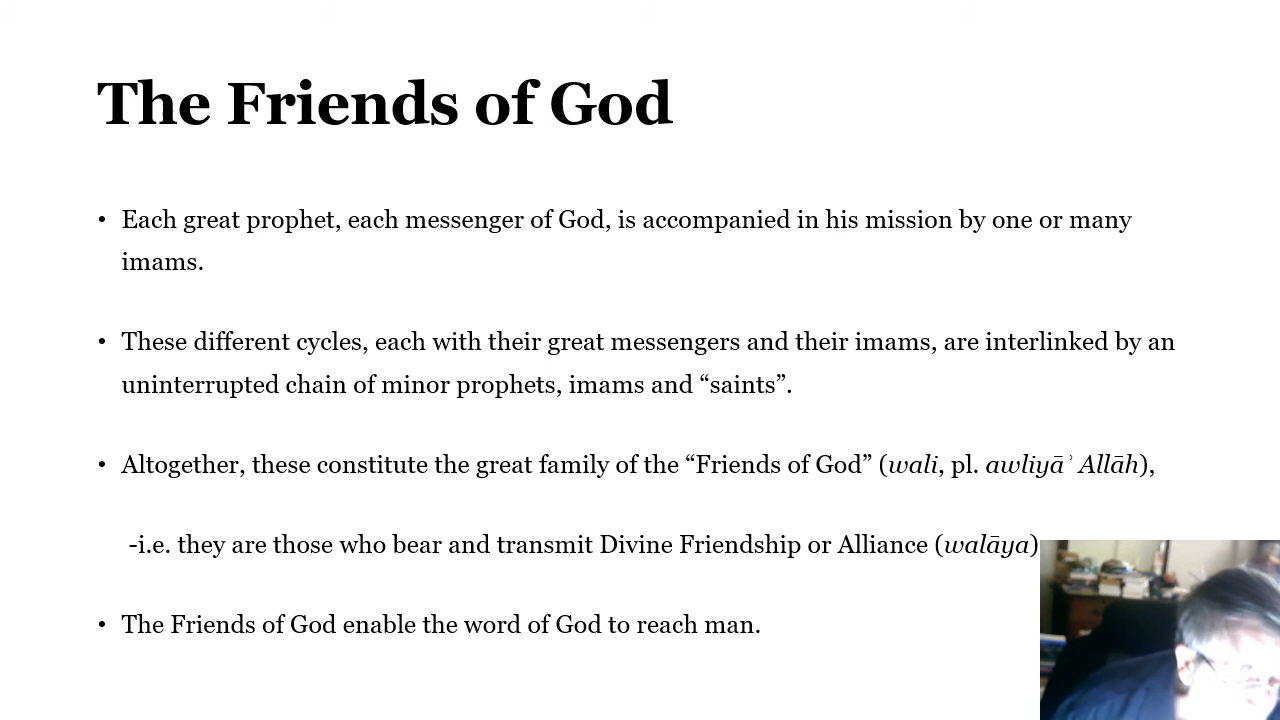 The Friends of God
• Each great prophet, each messenger of God, is accompanied in his mission by one or many
imams.
• These different cycles, each with their great messengers and their imams, are interlinked by an
uninterrupted chain of minor prophets, imams and “saints”.
• Altogether, these constitute the great family of the “Friends of God” (wali, pl. awliyāʾ Allāh),
-i.e. they are those who bear and transmit Divine Friendship or Alliance (walāya)
• The Friends of God enable the word of God to reach man.